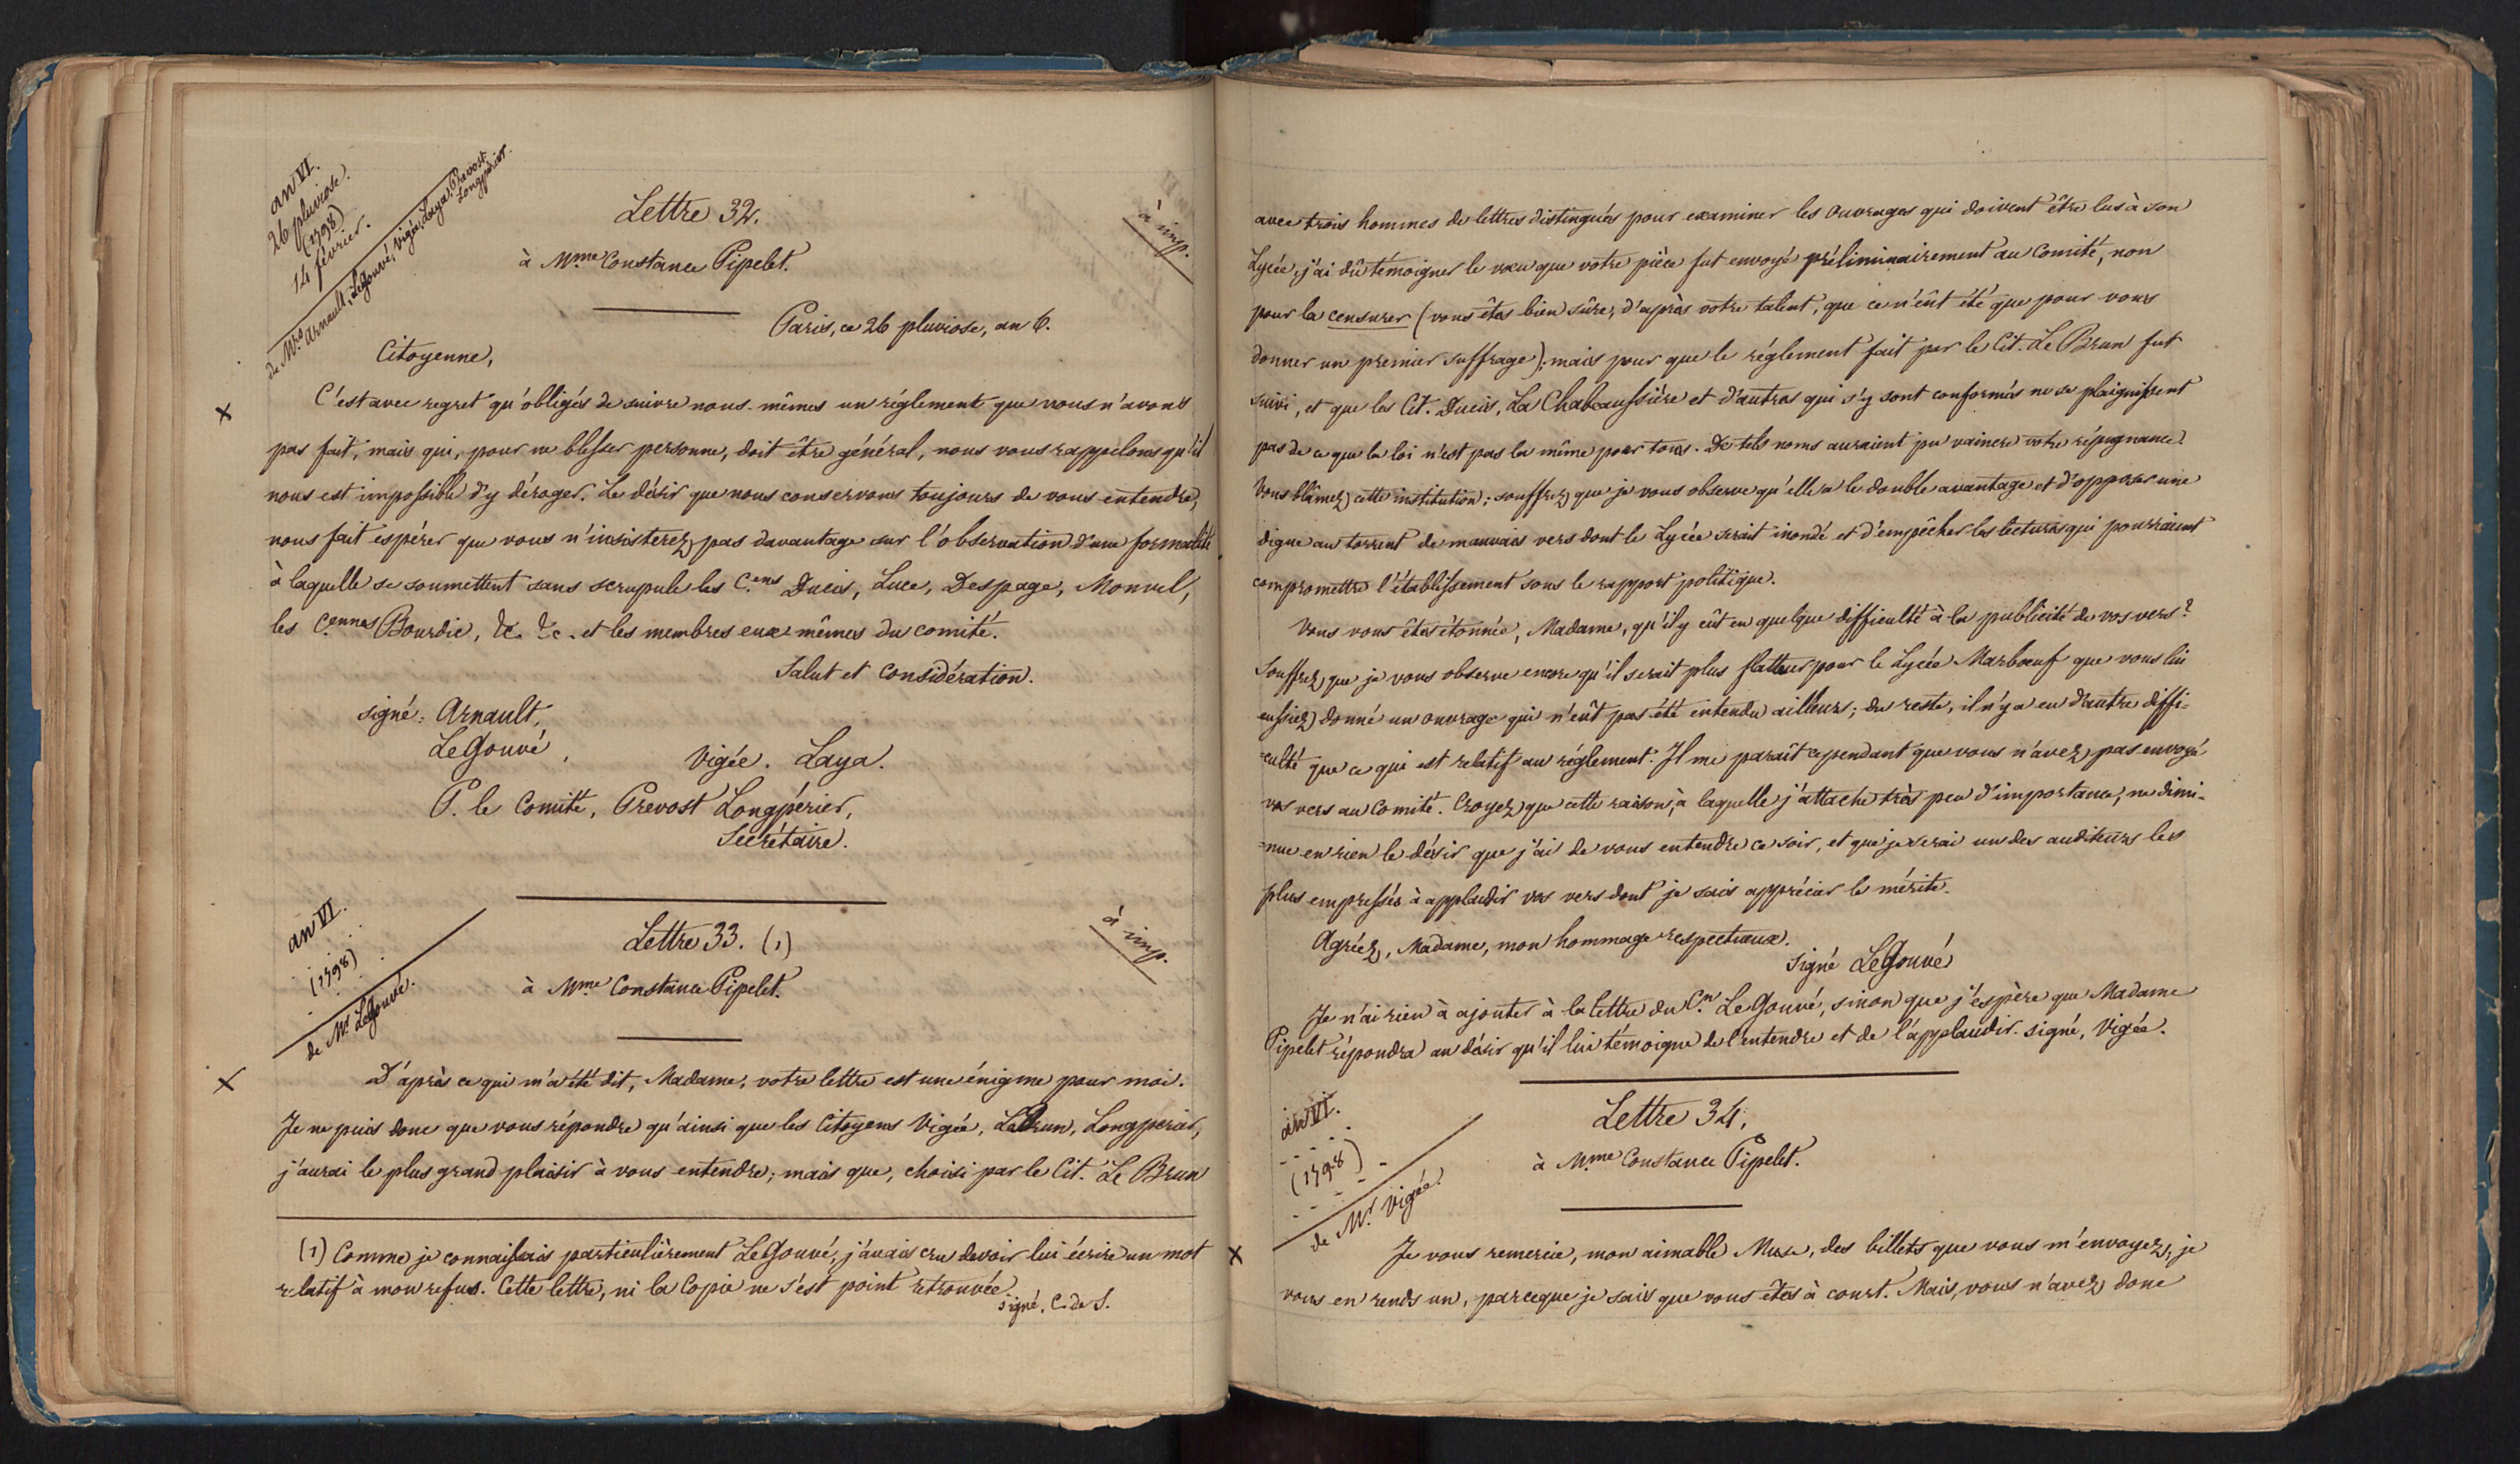 an VI.
26 pluviose.
(1798)
14 février.
de Mrs Arnault, LeGouvé, Vigée, Laya, Prevost
Longpérier.
à imp.
Lettre 32.
à Mme Constance Pipelet.
Paris, ce 26 pluviose, an 6.
Citoyenne,
C'est avec regret qu'obligés de suivre nous-mêmes un réglement que nous n'avons
pas fait, mais qui, pour ne blesser personne, doit être général, nous vous rappelons qu'il
nous est impossible d'y déroger. Le désir que nous conservons toujours de vous entendre,
nous fait espérer que vous n'insisterez pas davantage sur l'observation d'une formalité
à laquelle se soumettent sans scrupule les C.ens Ducis, Luce, Despaze, Monvel,
les C.ennes Bourdic, &c. &c. et les membres eux mêmes du comité.
Salut et Considération.
signé: Arnault,
LeGouvé,
Vigée. Laya.
P. le Comité, Prevost Longpérier,
Secrétaire.
an VI.
(1798)
de Mr. LeGouvé.
à imp.
Lettre 33. (1)
à Mme Constance Pipelet.
D'après ce qui m'a été dit, Madame, votre lettre est une énigme pour moi.
Je ne puis donc que vous répondre qu'ainsi que les Citoyens Vigée, LeBrun, Longperier,
j'aurai le plus grand plaisir à vous entendre; mais que, choisi par le Cit. Le Brun
(1) Comme je connaissais particulièrement LeGouvé, j'avais cru devoir lui écrire un mot
relatif à mon refus. Cette lettre, ni la Copie ne s'est point retrouvée.
signé, C. de S.
avec trois hommes de lettres distingués pour examiner les ouvrages qui doivent être lus à son
Lycée, j'ai dû témoigner le vœu que votre pièce fut envoyé préliminairement au Comité, non
pour la censurer (vous êtes bien sûre, d'après votre talent, que ce n'eût été que pour vous
donner un premier suffrage); mais pour que le réglement fait par le Cit. Le Brun fut
suivi, et que les Cit. Ducis, La Chabeaussière et d'autres qui s'y sont conformés ne se plaignissent
pas de ce que la loi n'est pas la même pour tous. De tels noms auraient pu vaincre votre répugnance.
Vous blâmez cette institution; souffrez que je vous observe qu'elle a le double avantage et d'opposer une
digue au torrent de mauvais vers dont le Lycée serait inondé et d'empêcher les lectures qui pourraient
compromettre l'établissement sous le rapport politique.
Vous vous êtes étonnée, Madame, qu'il y eût eu quelque difficulté à la publicité de vos vers?
Souffrez que je vous observe encore qu'il serait plus flatteur pour le Lycée Marbœuf que vous lui
eussiez donné un ouvrage qui n'eût pas été entendu ailleurs; du reste, il n'y a eu d'autre diffi-
=culté que ce qui est relatif au réglement. Il me paraît cependant que vous n'avez pas envoyé
vos vers au Comité. Croyez que cette raison, à laquelle j'attache très peu d'importance, ne dimi-
=nue en rien le désir que j'ai de vous entendre ce soir, et que je serai un des auditeurs les
plus empressés à applaudir vos vers dont je sais apprécier le mérite.
Agréez, Madame, mon hommage respectueux.
signé LeGouvé
Je n'ai rien à ajouter à la lettre du C.n LeGouvé, sinon que j'espère que Madame
Pipelet répondra au désir qu'il lui témoigne de l'entendre et de l'applaudir. signé, Vigée.
an VI.
(1798)
de Mr. Vigée.
Lettre 34.
à Mme Constance Pipelet.
Je vous remercie, mon aimable Muse, des billets que vous m'envoyez, je
vous en rends un, parceque je sais que vous êtes à court. Mais, vous n'avez donc